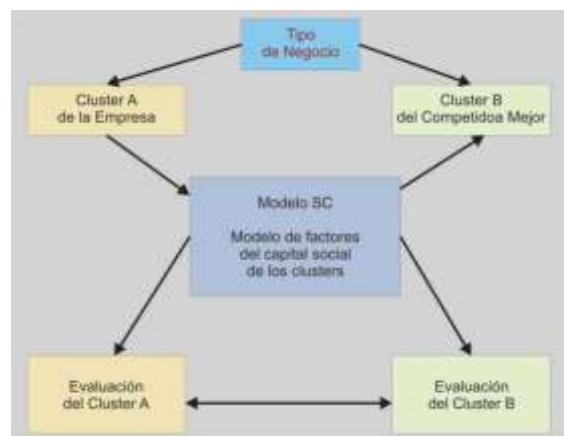 Tipo
de Negocio
Cluster A
de la Empresa
Cluster B
del Competidoa Mejor
Modelo SC
Modelo de factores
del capital social
de los clusters
Evaluación
del Cluster A
Evaluación
del Cluster B